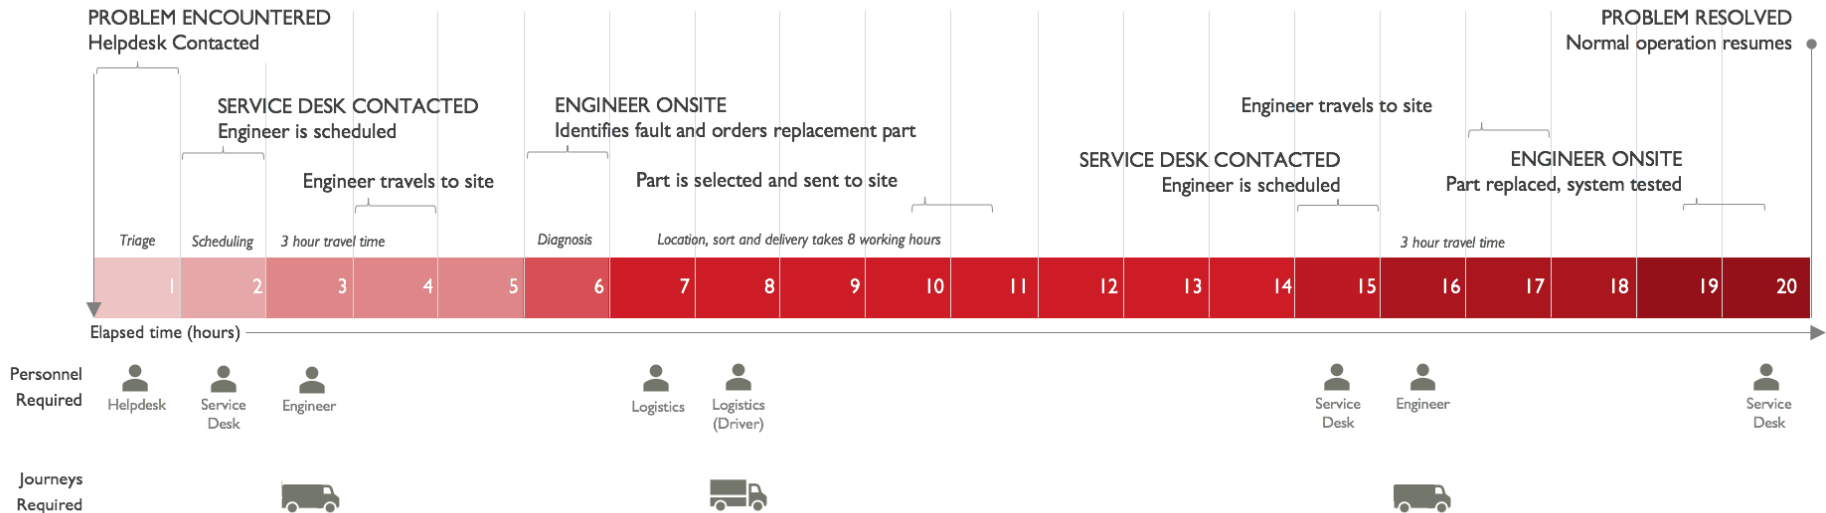 PROBLEM ENCOUNTERED
Helpdesk Contacted
PROBLEM RESOLVED
Normal operation resumes
SERVICE DESK CONTACTED
Engineer is scheduled
ENGINEER ONSITE
Identifies fault and orders replacement part
Engineer travels to site
Engineer travels to site
Part is selected and sent to site
SERVICE DESK CONTACTED
Engineer is scheduled
ENGINEER ONSITE
Part replaced, system tested
Triage
Scheduling
3 hour travel time
Diagnosis
Location, sort and delivery takes 8 working hours
3 hour travel time
1 2 3 4 5 6 7 8 9 10 11 12 13 14 15 16 17 18 19 20
Elapsed time (hours)
Personnel
Required
Helpdesk
Service
Desk
Engineer
Logistics
Logistics
(Driver)
Service
Desk
Engineer
Service
Desk
Journeys
Required